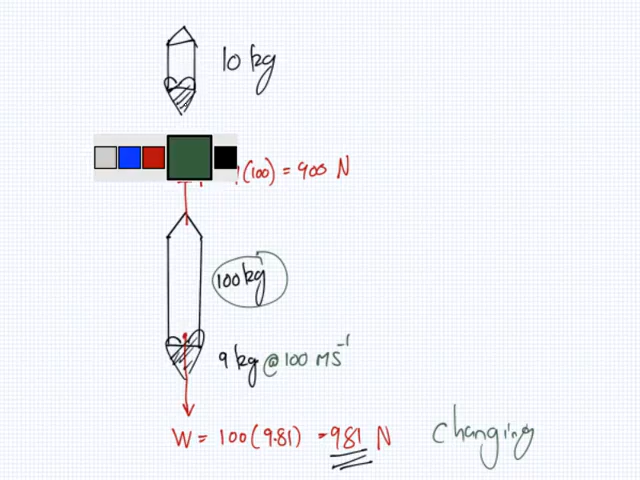 10 kg
(100) = 900 N
100 kg
9 kg @ 100 ms⁻¹
W = 100(9.81) = 981 N
changing